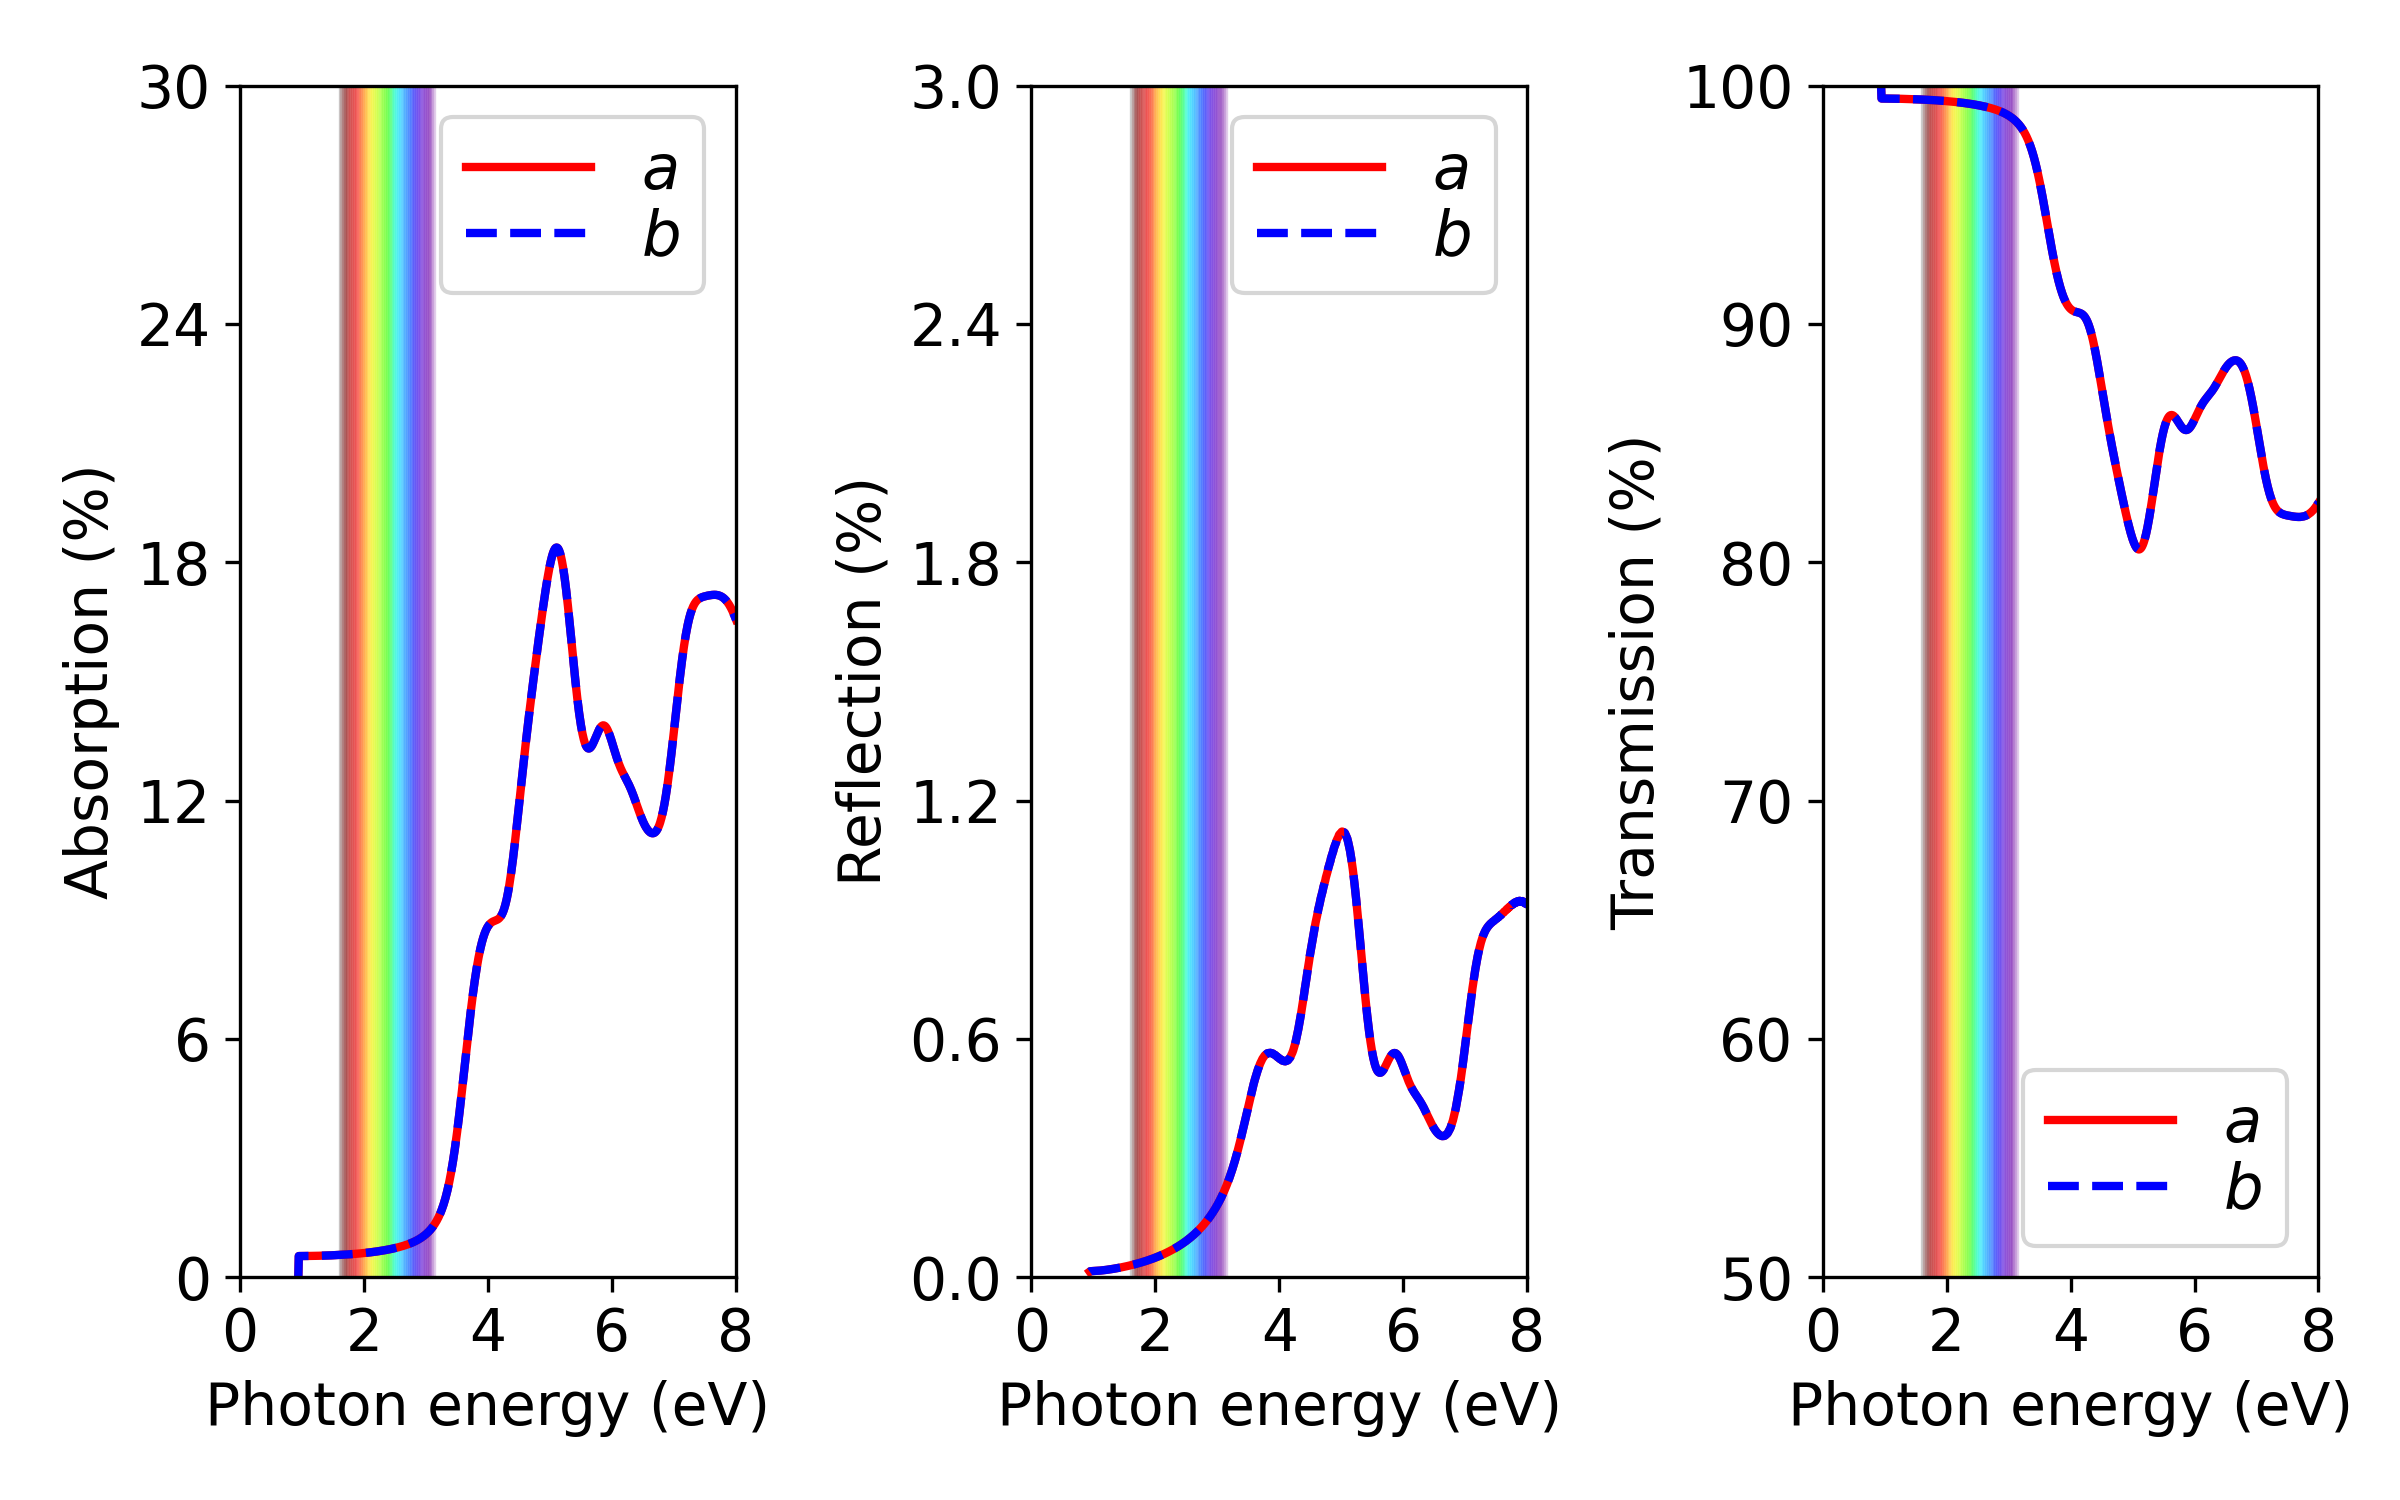 Absorption (%)
30
24
18
12
6
0
0 2 4 6 8
Photon energy (eV)
a
b
Reflection (%)
3.0
2.4
1.8
1.2
0.6
0.0
0 2 4 6 8
Photon energy (eV)
a
b
Transmission (%)
100
90
80
70
60
50
0 2 4 6 8
Photon energy (eV)
a
b